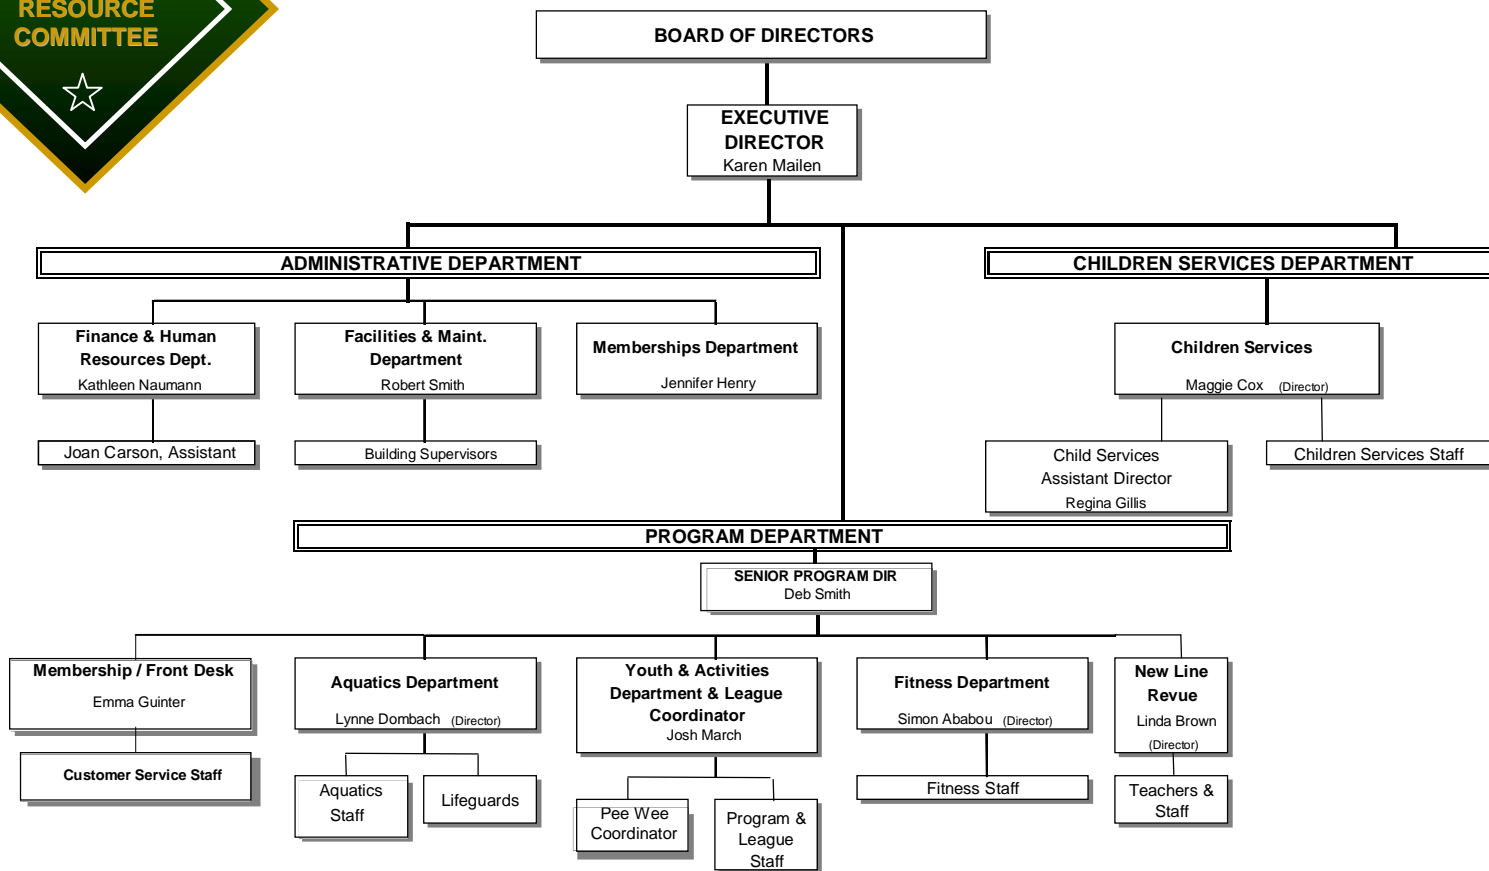 RESOURCE
COMMITTEE
BOARD OF DIRECTORS
EXECUTIVE
DIRECTOR
Karen Mailen
ADMINISTRATIVE DEPARTMENT
CHILDREN SERVICES DEPARTMENT
Finance & Human
Resources Dept.
Kathleen Naumann
Facilities & Maint.
Department
Robert Smith
Memberships Department
Jennifer Henry
Children Services
Maggie Cox (Director)
Joan Carson, Assistant
Building Supervisors
Child Services
Assistant Director
Regina Gillis
Children Services Staff
PROGRAM DEPARTMENT
SENIOR PROGRAM DIR
Deb Smith
Membership / Front Desk
Emma Guinter
Aquatics Department
Lynne Dombach (Director)
Youth & Activities
Department & League
Coordinator
Josh March
Fitness Department
Simon Ababou (Director)
New Line
Revue
Linda Brown
(Director)
Customer Service Staff
Aquatics
Staff
Lifeguards
Pee Wee
Coordinator
Program &
League
Staff
Fitness Staff
Teachers &
Staff